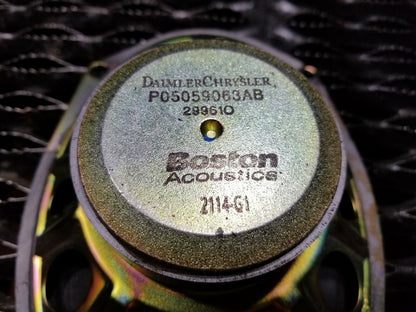 DAIMLERCHRYSLER
P05059063AB
299610
Boston
Acoustics
2114-G1